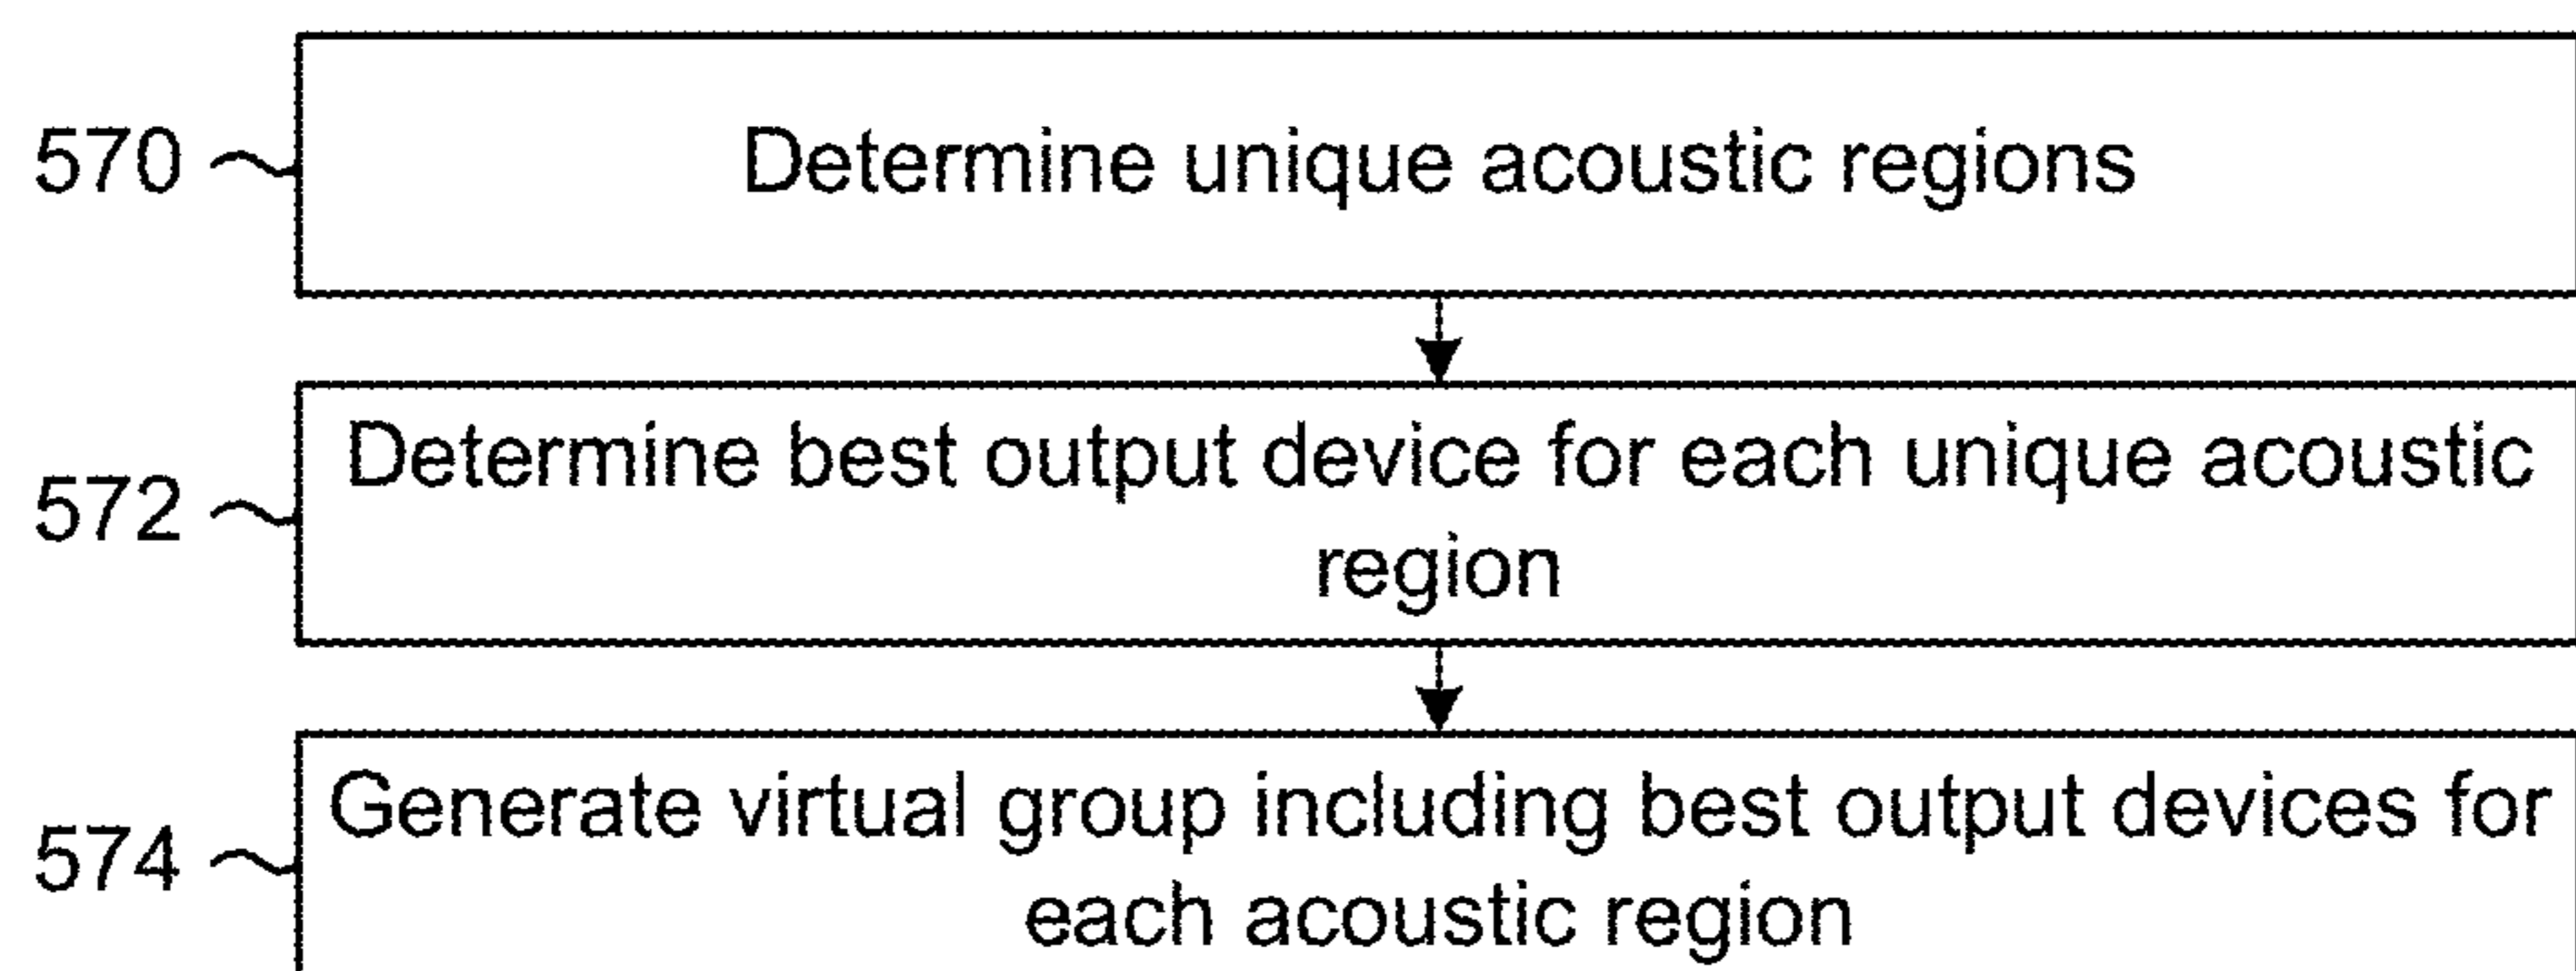 570
Determine unique acoustic regions
572
Determine best output device for each unique acoustic
region
574
Generate virtual group including best output devices for
each acoustic region